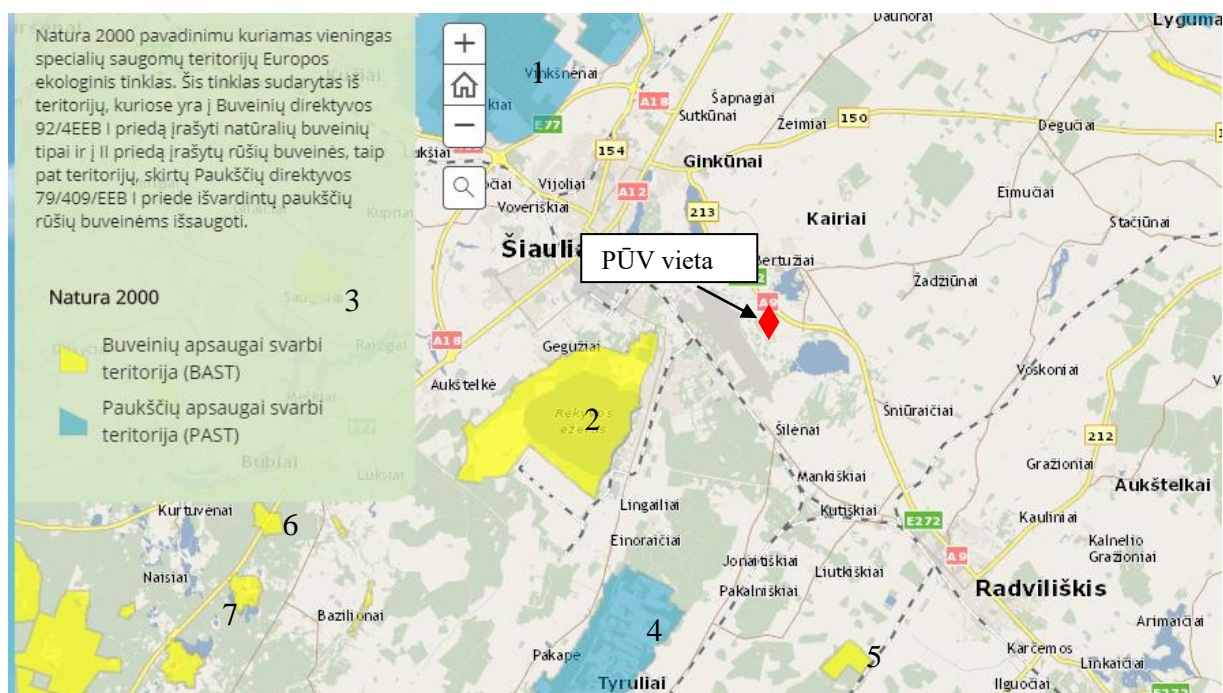 Natura 2000 pavadinimu kuriamas vieningas
specialių saugomų teritorijų Europos
ekologinis tinklas. Šis tinklas sudarytas iš
teritorijų, kuriose yra į Buveinių direktyvos
92/4EEB I priedą įrašyti natūralių buveinių
tipai ir į II priedą įrašytų rūšių buveinės, taip
pat teritorijų, skirtų Paukščių direktyvos
79/409/EEB I priede išvardintų paukščių
rūšių buveinėms išsaugoti.
Natura 2000
3
Buveinių apsaugai svarbi
teritorija (BAST)
Paukščių apsaugai svarbi
teritorija (PAST)
Bubiai
Daunorai
Lyguma
1
Vinkšnėnai
A18
Šapnagiai
Sutkūnai
Žeimiai
150
Degučiai
E77
154
Ginkūnai
Vijoliai
A12
Voveriškiai
213
Kairiai
Eimučiai
Stačiūnai
Šiaulia
PŪV vieta
Bertužiai
Žadžiūnai
A9
A18
Gegužiai
Aukštelkė
Voskoniai
2
Rėkyvos
ežeras
Šniūraičiai
Šilėnai
212
Gražioniai
Aukštelkai
Mankiškiai
Lingailiai
Kutiškiai
E272
Kauliniai
Kurtuvėnai
6
Einoraičiai
Kalnelio
Gražioniai
A9
Jonaitiškiai
Liutkiškiai
Naisiai
Pakalniškiai
Radviliškis
7
Bazilionai
4
Arimaičiai
Pakapė
5
Karčemos
Linkaičiai
Tyruliai
Ilguočiai
E272